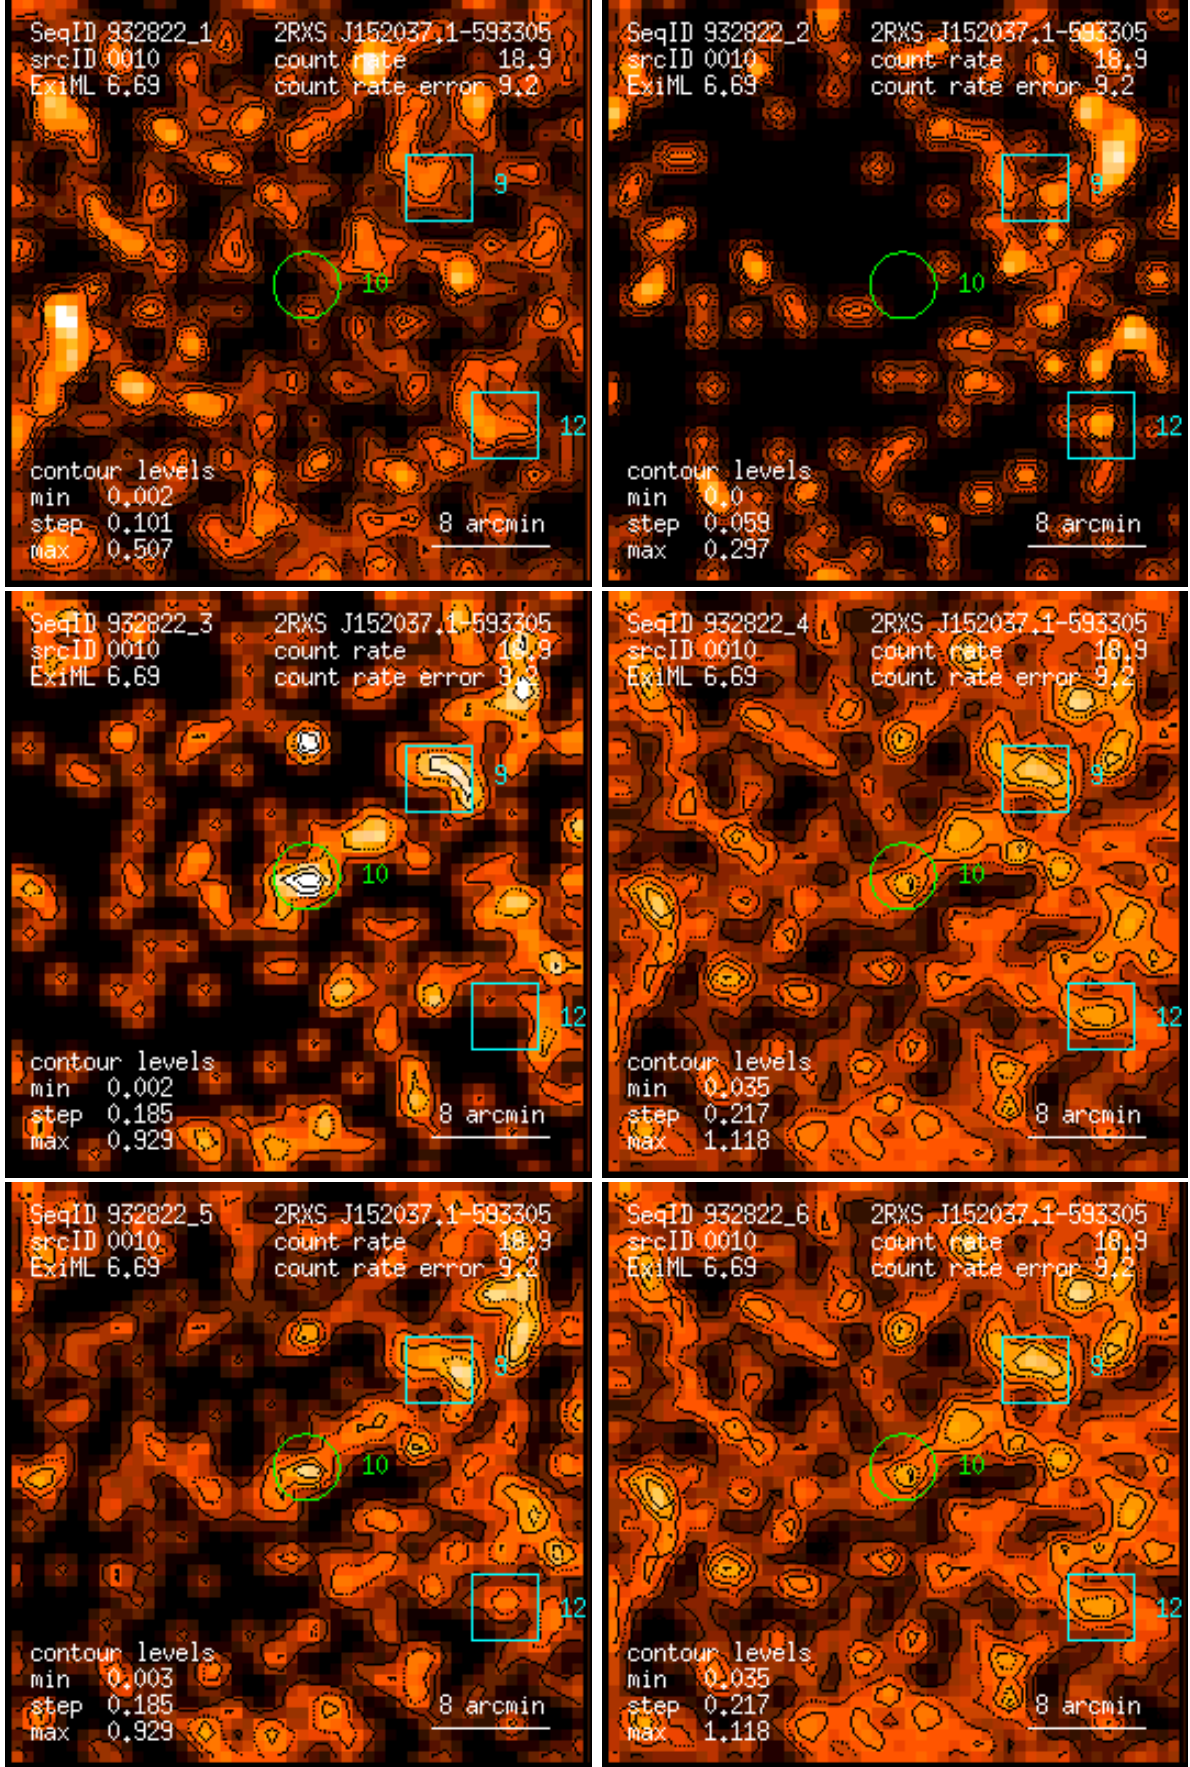 SeqID 932822_1 2RXS J152037.1-593305
srcID 0010 count rate 18.9
ExiML 6.69 count rate error 9.2
9
10
12
contour levels
min 0.002
step 0.101
max 0.507
8 arcmin
SeqID 932822_2 2RXS J152037.1-593305
srcID 0010 count rate 18.9
ExiML 6.69 count rate error 9.2
9
10
12
contour levels
min 0.0
step 0.059
max 0.297
8 arcmin
SeqID 932822_3 2RXS J152037.1-593305
srcID 0010 count rate 18.9
ExiML 6.69 count rate error 9.2
9
10
12
contour levels
min 0.002
step 0.185
max 0.929
8 arcmin
SeqID 932822_4 2RXS J152037.1-593305
srcID 0010 count rate 18.9
ExiML 6.69 count rate error 9.2
9
10
12
contour levels
min 0.035
step 0.217
max 1.118
8 arcmin
SeqID 932822_5 2RXS J152037.1-593305
srcID 0010 count rate 18.9
ExiML 6.69 count rate error 9.2
9
10
12
contour levels
min 0.003
step 0.185
max 0.929
8 arcmin
SeqID 932822_6 2RXS J152037.1-593305
srcID 0010 count rate 18.9
ExiML 6.69 count rate error 9.2
9
10
12
contour levels
min 0.035
step 0.217
max 1.118
8 arcmin